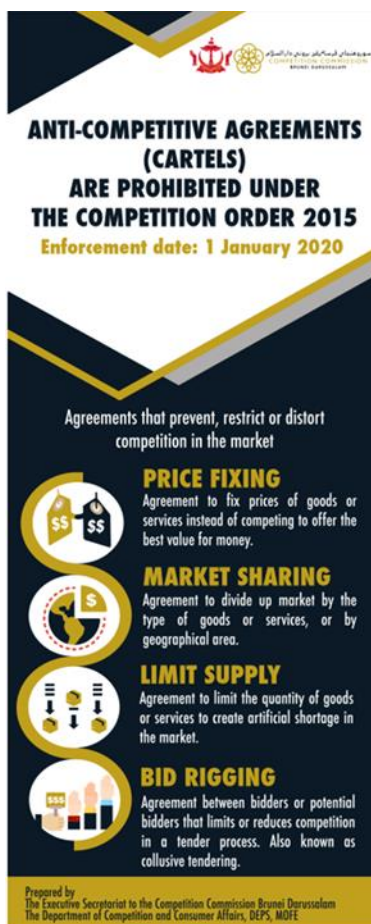 COMPETITION COMMISSION
BRUNEI DARUSSALAM
ANTI-COMPETITIVE AGREEMENTS
(CARTELS)
ARE PROHIBITED UNDER
THE COMPETITION ORDER 2015
Enforcement date: 1 January 2020
Agreements that prevent, restrict or distort
competition in the market
PRICE FIXING
Agreement to fix prices of goods or
services instead of competing to offer the
best value for money.
$$ $$
MARKET SHARING
Agreement to divide up market by the
type of goods or services, or by
geographical area.
$
LIMIT SUPPLY
Agreement to limit the quantity of goods
or services to create artificial shortage in
the market.
BID RIGGING
Agreement between bidders or potential
bidders that limits or reduces competition
in a tender process. Also known as
collusive tendering.
$$$
Prepared by
The Executive Secretariat to the Competition Commission Brunei Darussalam
The Department of Competition and Consumer Affairs, DEPS, MOFE